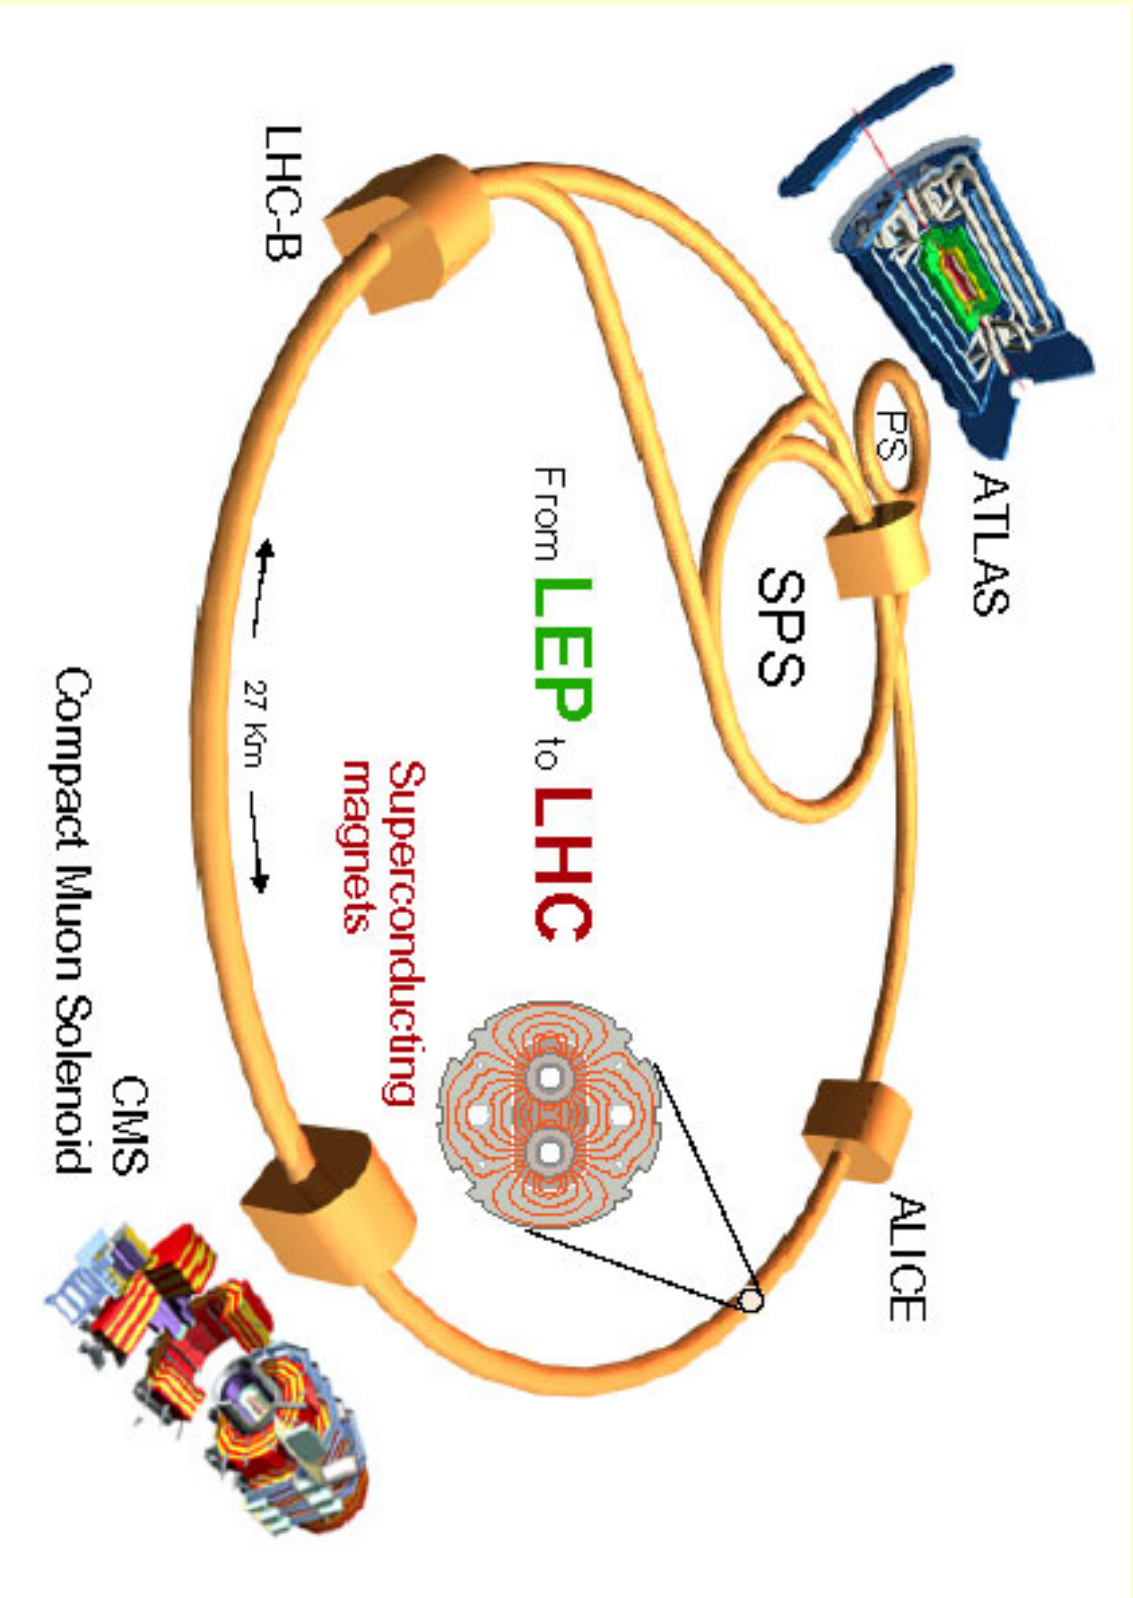 ATLAS
PS
ALICE
SPS
From LEP to LHC
Superconducting
magnets
LHC-B
27 Km
CMS
Compact Muon Solenoid